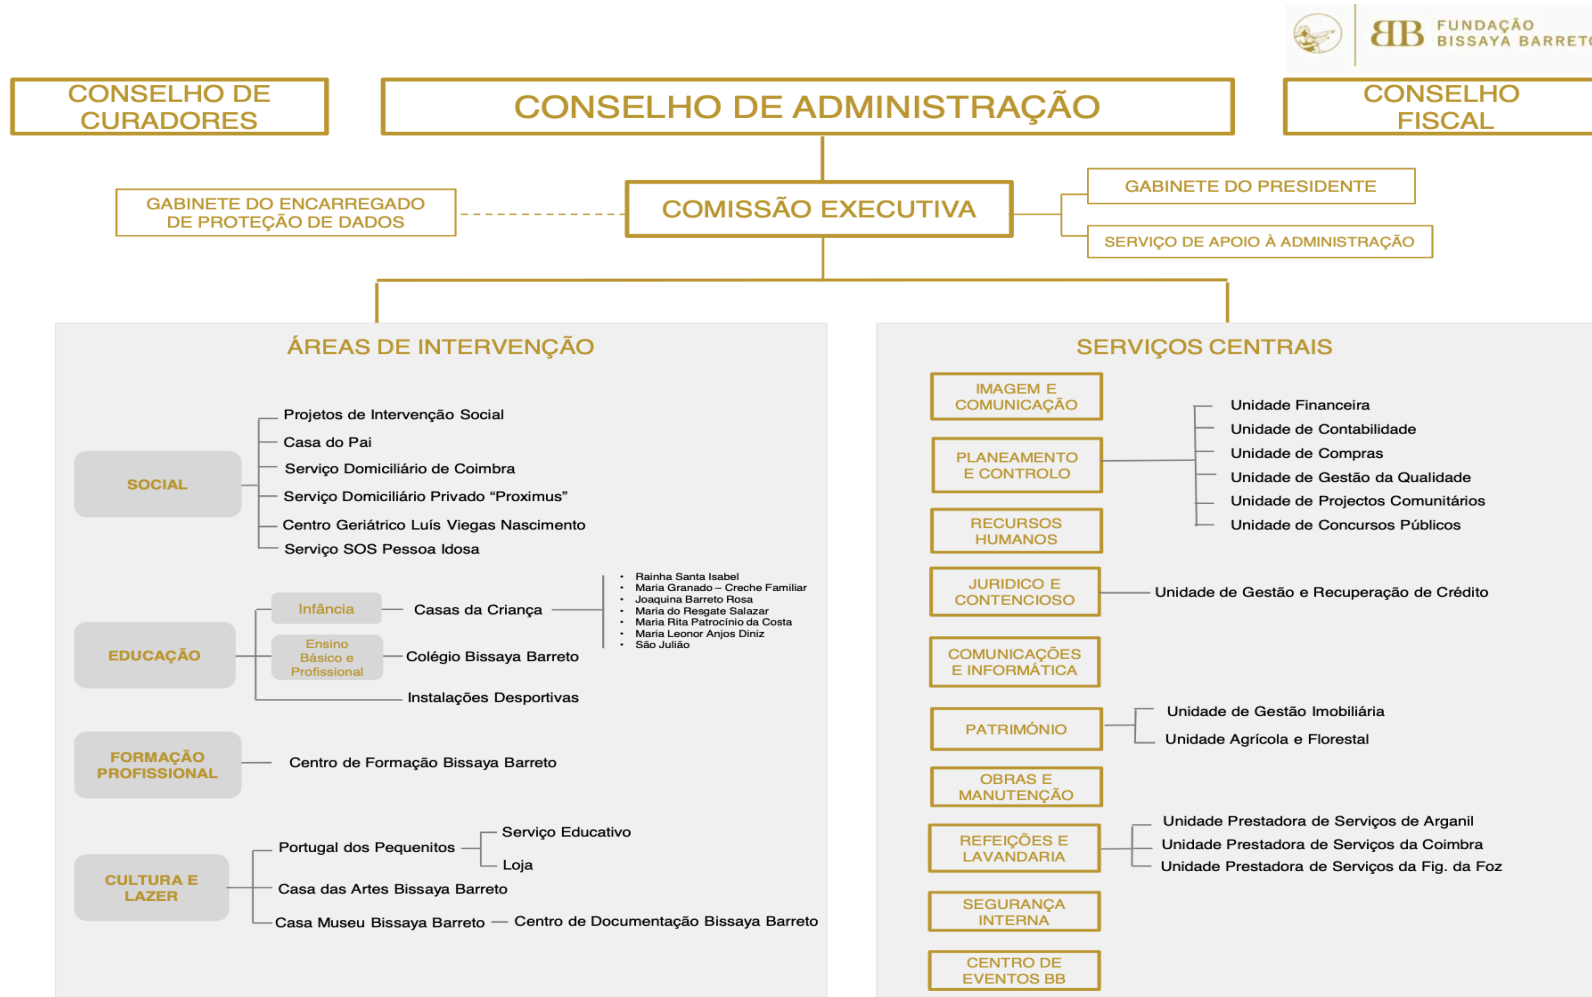 FUNDAÇÃO
BISSAYA BARRETO
CONSELHO DE
CURADORES
CONSELHO DE ADMINISTRAÇÃO
CONSELHO
FISCAL
GABINETE DO ENCARREGADO
DE PROTEÇÃO DE DADOS
COMISSÃO EXECUTIVA
GABINETE DO PRESIDENTE
SERVIÇO DE APOIO À ADMINISTRAÇÃO
ÁREAS DE INTERVENÇÃO
SOCIAL
Projetos de Intervenção Social
Casa do Pai
Serviço Domiciliário de Coimbra
Serviço Domiciliário Privado “Proximus”
Centro Geriátrico Luís Viegas Nascimento
Serviço SOS Pessoa Idosa
EDUCAÇÃO
Infância
Casas da Criança
• Rainha Santa Isabel
• Maria Granado – Creche Familiar
• Joaquina Barreto Rosa
• Maria do Resgate Salazar
• Maria Rita Patrocínio da Costa
• Maria Leonor Anjos Diniz
• São Julião
Ensino
Básico e
Profissional
Colégio Bissaya Barreto
Instalações Desportivas
FORMAÇÃO
PROFISSIONAL
Centro de Formação Bissaya Barreto
CULTURA E
LAZER
Portugal dos Pequenitos
Serviço Educativo
Loja
Casa das Artes Bissaya Barreto
Casa Museu Bissaya Barreto
Centro de Documentação Bissaya Barreto
SERVIÇOS CENTRAIS
IMAGEM E
COMUNICAÇÃO
PLANEAMENTO
E CONTROLO
Unidade Financeira
Unidade de Contabilidade
Unidade de Compras
Unidade de Gestão da Qualidade
Unidade de Projectos Comunitários
Unidade de Concursos Públicos
RECURSOS
HUMANOS
JURIDICO E
CONTENCIOSO
Unidade de Gestão e Recuperação de Crédito
COMUNICAÇÕES
E INFORMÁTICA
PATRIMÓNIO
Unidade de Gestão Imobiliária
Unidade Agrícola e Florestal
OBRAS E
MANUTENÇÃO
REFEIÇÕES E
LAVANDARIA
Unidade Prestadora de Serviços de Arganil
Unidade Prestadora de Serviços da Coimbra
Unidade Prestadora de Serviços da Fig. da Foz
SEGURANÇA
INTERNA
CENTRO DE
EVENTOS BB